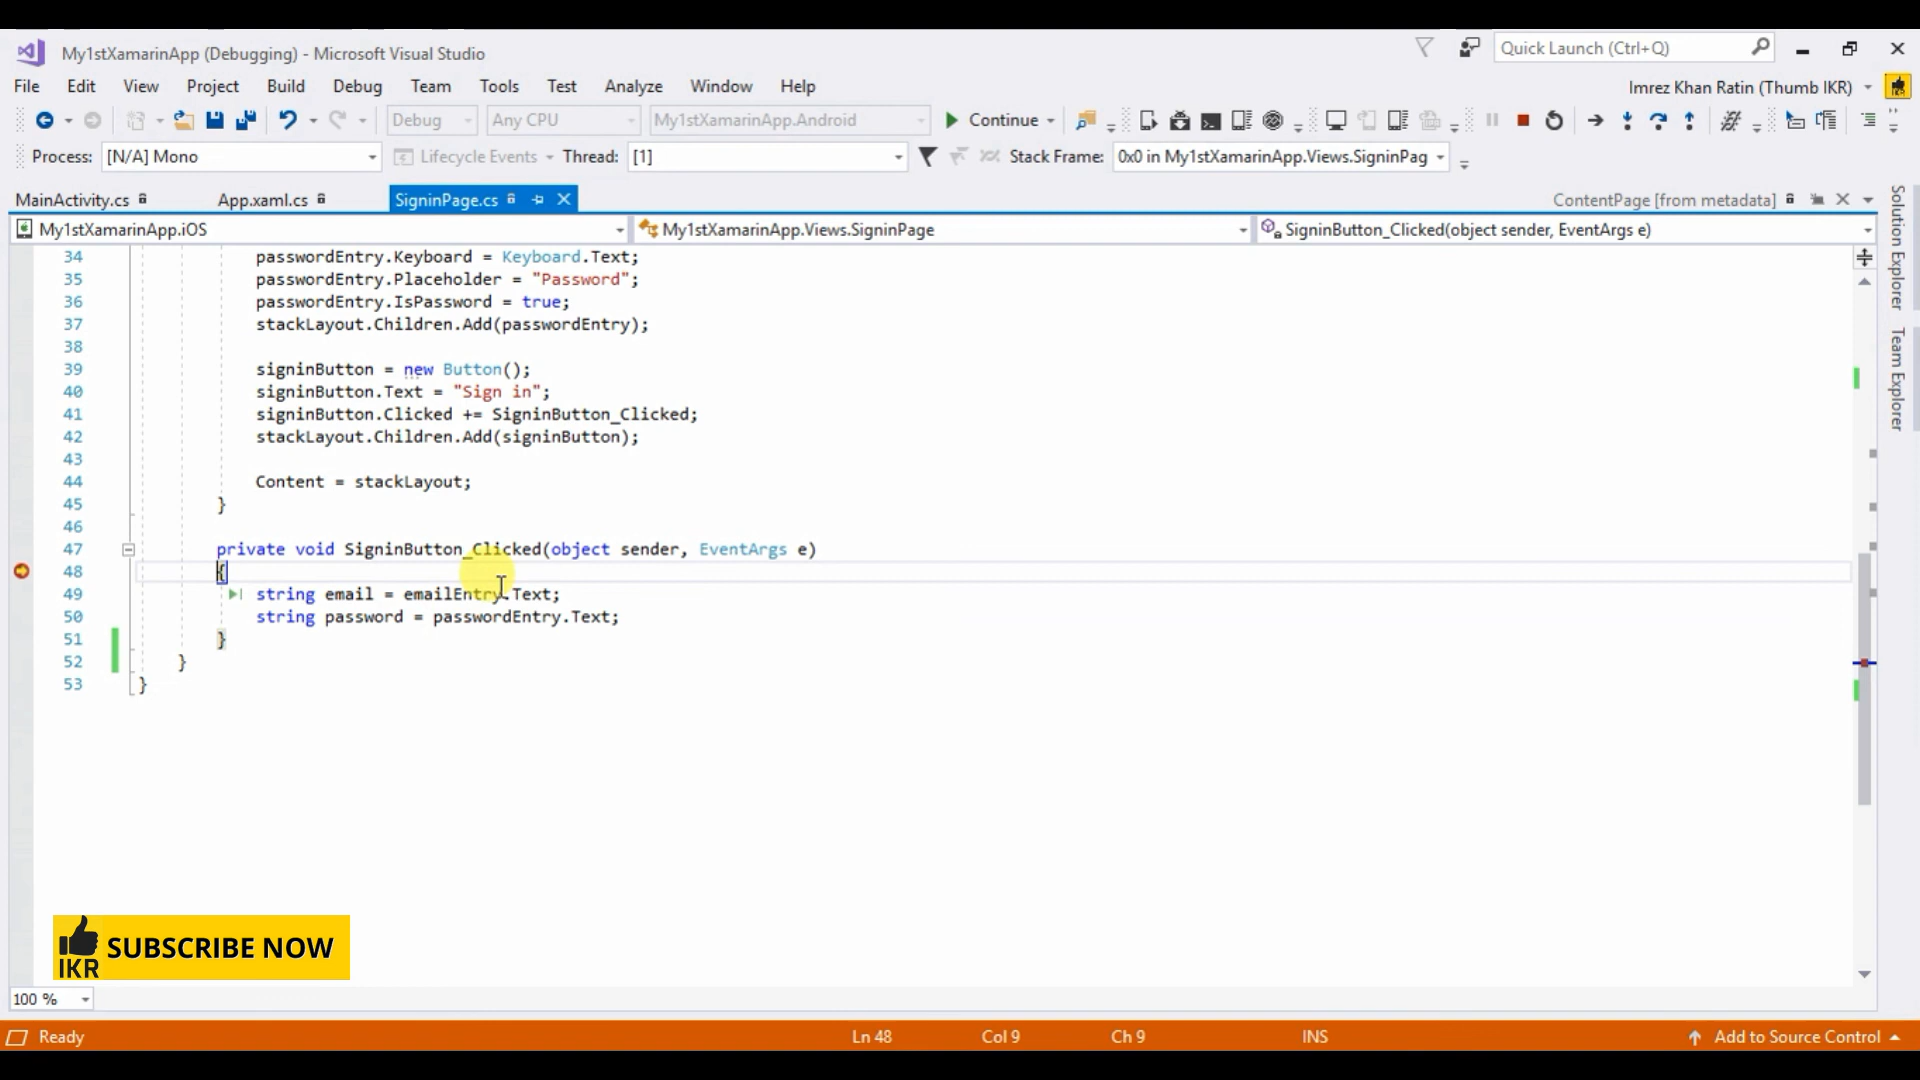 My1stXamarinApp (Debugging) - Microsoft Visual Studio
Quick Launch (Ctrl+Q)
File Edit View Project Build Debug Team Tools Test Analyze Window Help
Imrez Khan Ratin (Thumb IKR)
Debug Any CPU My1stXamarinApp.Android Continue
Process: [N/A] Mono Lifecycle Events Thread: [1] Stack Frame: 0x0 in My1stXamarinApp.Views.SigninPag
MainActivity.cs App.xaml.cs SigninPage.cs ContentPage [from metadata]
My1stXamarinApp.iOS My1stXamarinApp.Views.SigninPage SigninButton_Clicked(object sender, EventArgs e)
34 passwordEntry.Keyboard = Keyboard.Text;
35 passwordEntry.Placeholder = "Password";
36 passwordEntry.IsPassword = true;
37 stackLayout.Children.Add(passwordEntry);
38
39 signinButton = new Button();
40 signinButton.Text = "Sign in";
41 signinButton.Clicked += SigninButton_Clicked;
42 stackLayout.Children.Add(signinButton);
43
44 Content = stackLayout;
45 }
46
47 private void SigninButton_Clicked(object sender, EventArgs e)
48 {
49 string email = emailEntry.Text;
50 string password = passwordEntry.Text;
51 }
52 }
53 }
Solution Explorer
Team Explorer
IKR SUBSCRIBE NOW
100 %
Ready Ln 48 Col 9 Ch 9 INS Add to Source Control